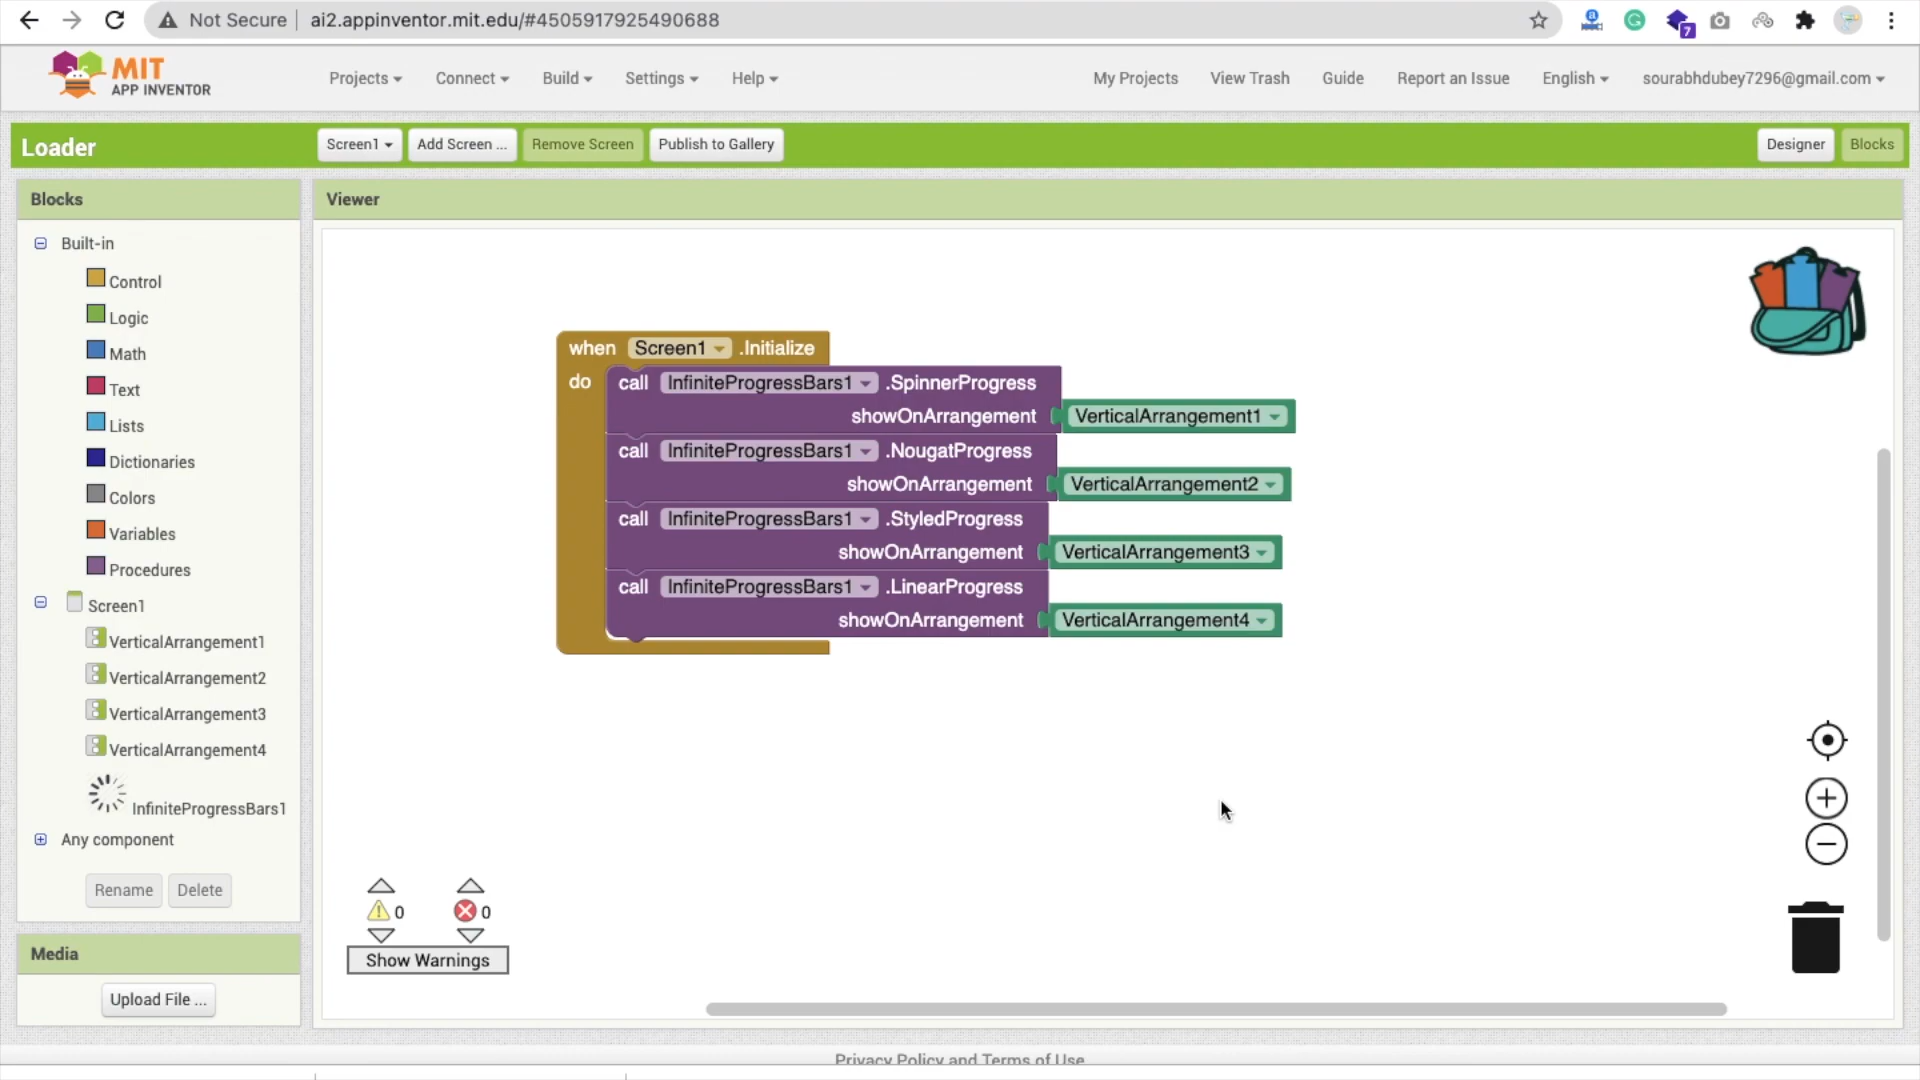 Not Secure ai2.appinventor.mit.edu/#4505917925490688
7
MIT
APP INVENTOR
Projects Connect Build Settings Help My Projects View Trash Guide Report an Issue English sourabhdubey7296@gmail.com
Loader Screen1 Add Screen ... Remove Screen Publish to Gallery Designer Blocks
Blocks
Viewer
Built-in
Control
Logic
Math
Text
Lists
Dictionaries
Colors
Variables
Procedures
Screen1
VerticalArrangement1
VerticalArrangement2
VerticalArrangement3
VerticalArrangement4
InfiniteProgressBars1
Any component
Rename Delete
Media
Upload File ...
when Screen1 .Initialize
do call InfiniteProgressBars1 .SpinnerProgress
showOnArrangement VerticalArrangement1
call InfiniteProgressBars1 .NougatProgress
showOnArrangement VerticalArrangement2
call InfiniteProgressBars1 .StyledProgress
showOnArrangement VerticalArrangement3
call InfiniteProgressBars1 .LinearProgress
showOnArrangement VerticalArrangement4
0 0
Show Warnings
Privacy Policy and Terms of Use